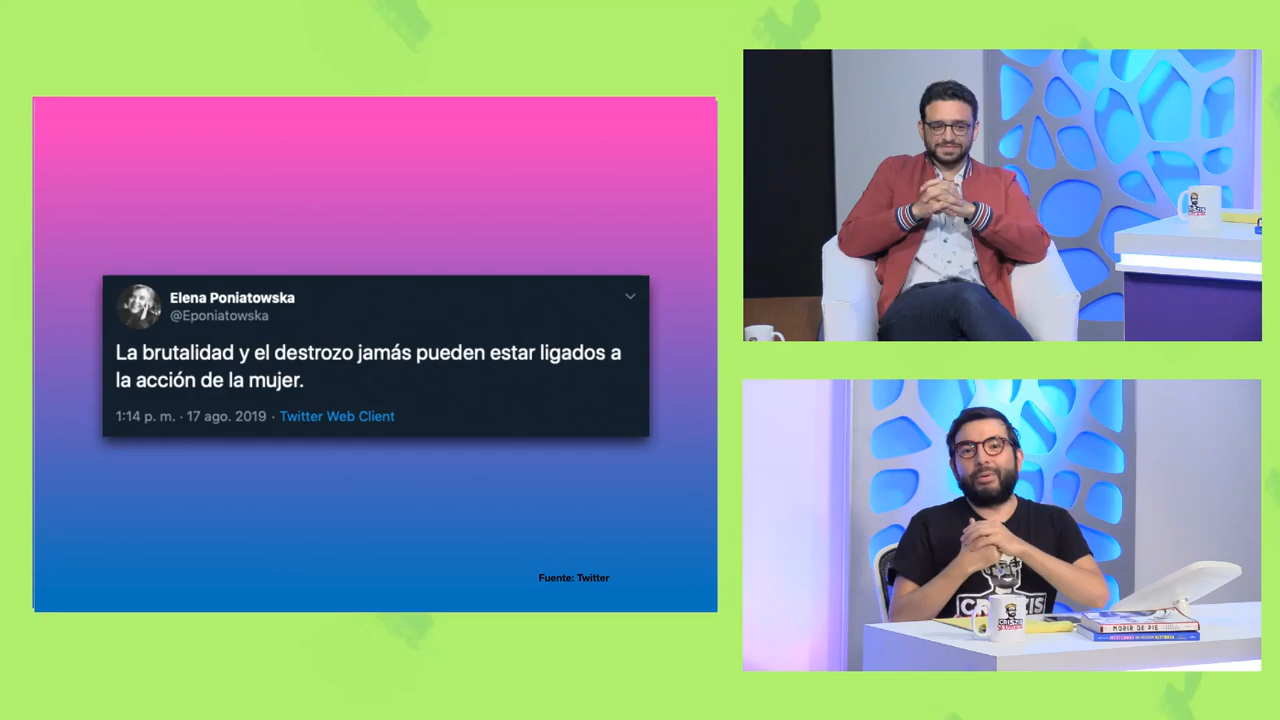 Elena Poniatowska
@Eponiatowska
La brutalidad y el destrozo jamás pueden estar ligados a
la acción de la mujer.
1:14 p. m. · 17 ago. 2019 · Twitter Web Client
Fuente: Twitter
MORIR DE PIE